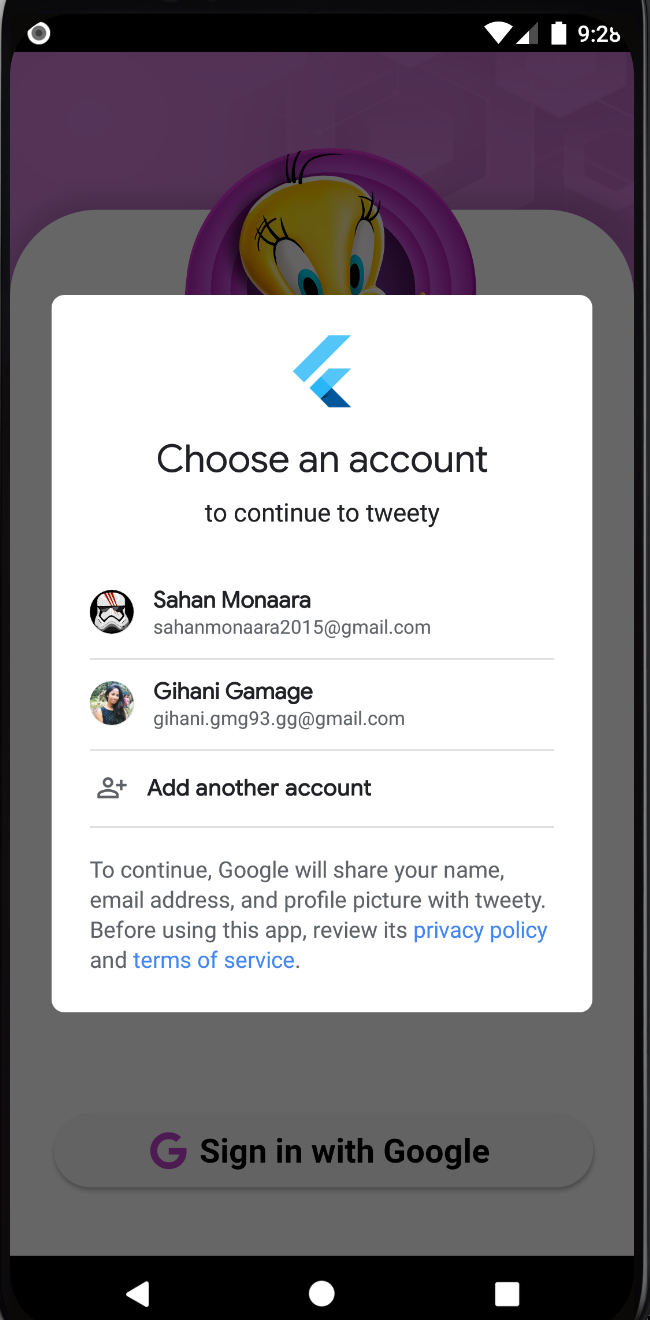 9:28
Choose an account
to continue to tweety
Sahan Monaara
sahanmonaara2015@gmail.com
Gihani Gamage
gihani.gmg93.gg@gmail.com
Add another account
To continue, Google will share your name,
email address, and profile picture with tweety.
Before using this app, review its privacy policy
and terms of service.
G Sign in with Google